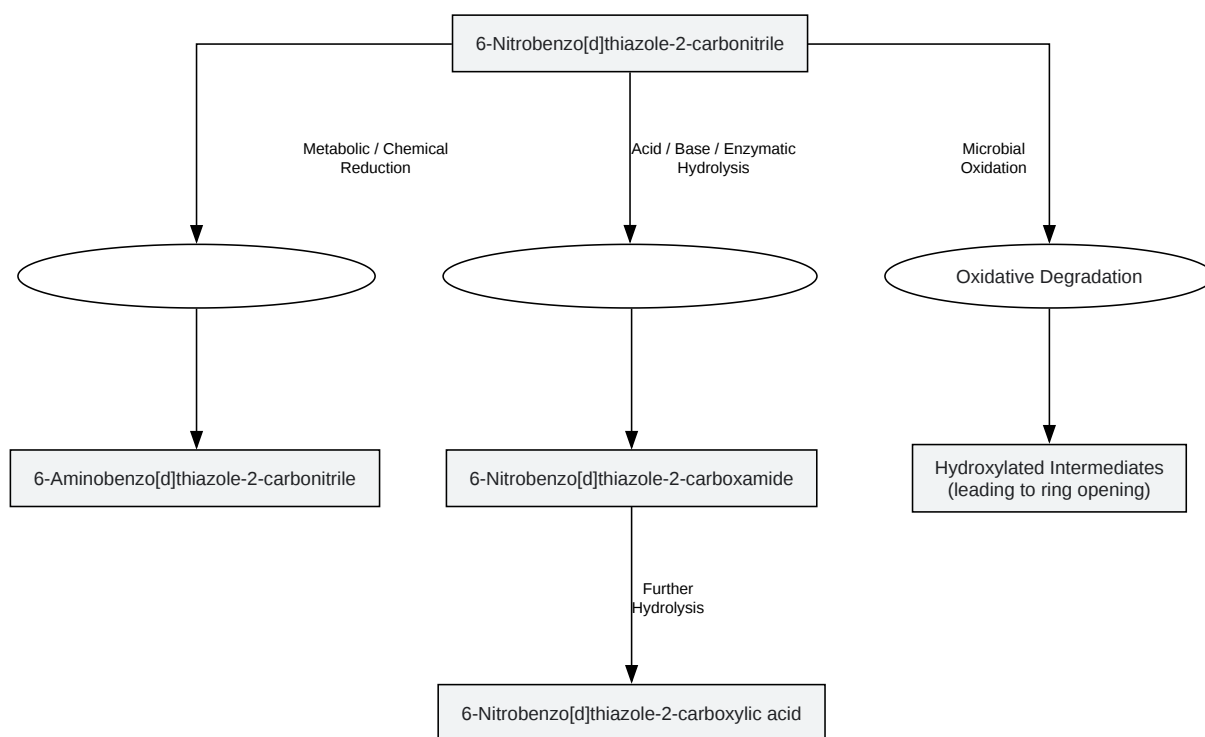 6-Nitrobenzo[d]thiazole-2-carbonitrile
Metabolic / Chemical
Reduction
Acid / Base / Enzymatic
Hydrolysis
Microbial
Oxidation
Oxidative Degradation
6-Aminobenzo[d]thiazole-2-carbonitrile
6-Nitrobenzo[d]thiazole-2-carboxamide
Hydroxylated Intermediates
(leading to ring opening)
Further
Hydrolysis
6-Nitrobenzo[d]thiazole-2-carboxylic acid